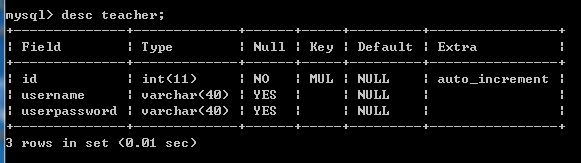 mysql> desc teacher;
+--------------+-------------+------+-----+---------+----------------+
| Field        | Type        | Null | Key | Default | Extra          |
+--------------+-------------+------+-----+---------+----------------+
| id           | int(11)     | NO   | MUL | NULL    | auto_increment |
| username     | varchar(40) | YES  |     | NULL    |                |
| userpassword | varchar(40) | YES  |     | NULL    |                |
+--------------+-------------+------+-----+---------+----------------+
3 rows in set (0.01 sec)